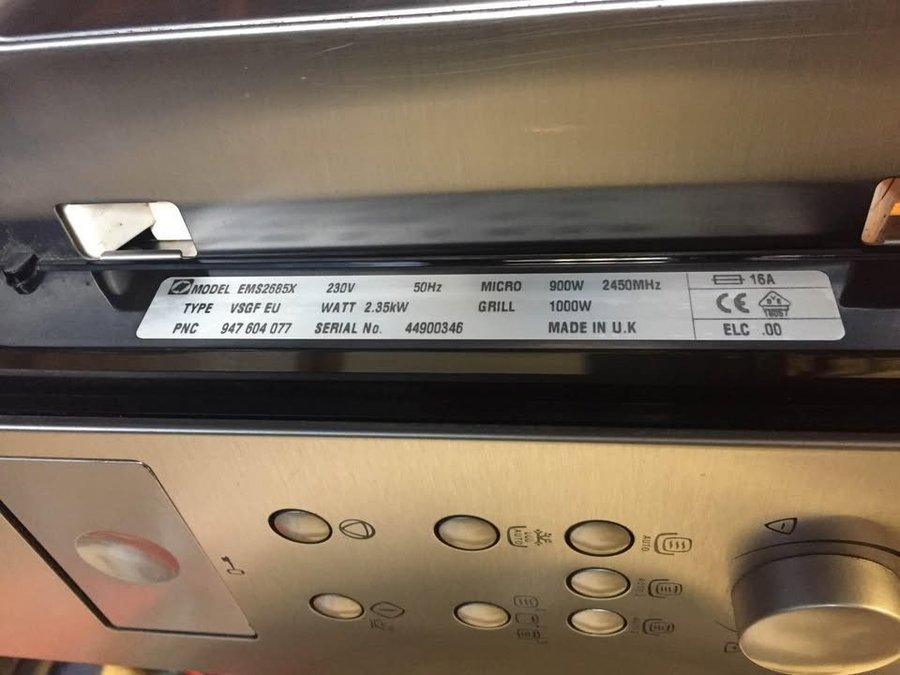 MODEL EMS2685X 230V 50Hz MICRO 900W 2450MHz
TYPE VSGF EU WATT 2.35kW GRILL 1000W
PNC 947 604 077 SERIAL No. 44900346 MADE IN U.K
16A
CE
ELC .00
AUTO
AUTO